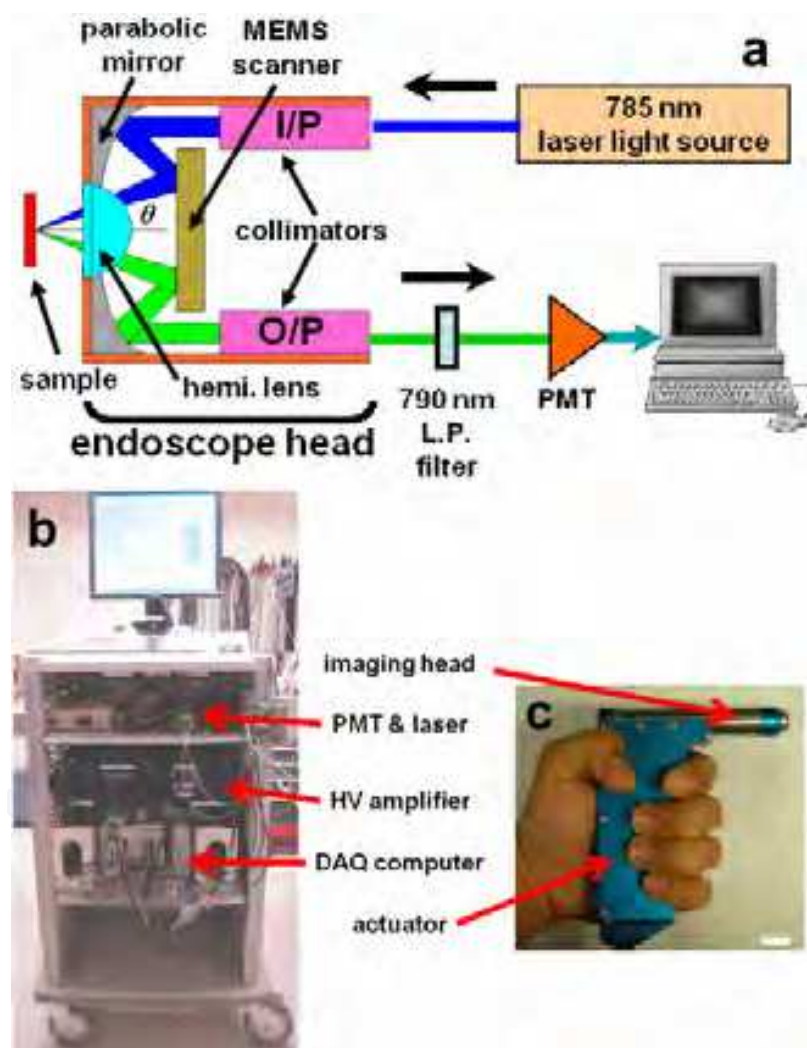 parabolic
mirror
MEMS
scanner
a
I/P
785 nm
laser light source
θ
collimators
O/P
sample
hemi. lens
790 nm
L.P.
filter
PMT
endoscope head
b
imaging head
c
PMT & laser
HV amplifier
DAQ computer
actuator